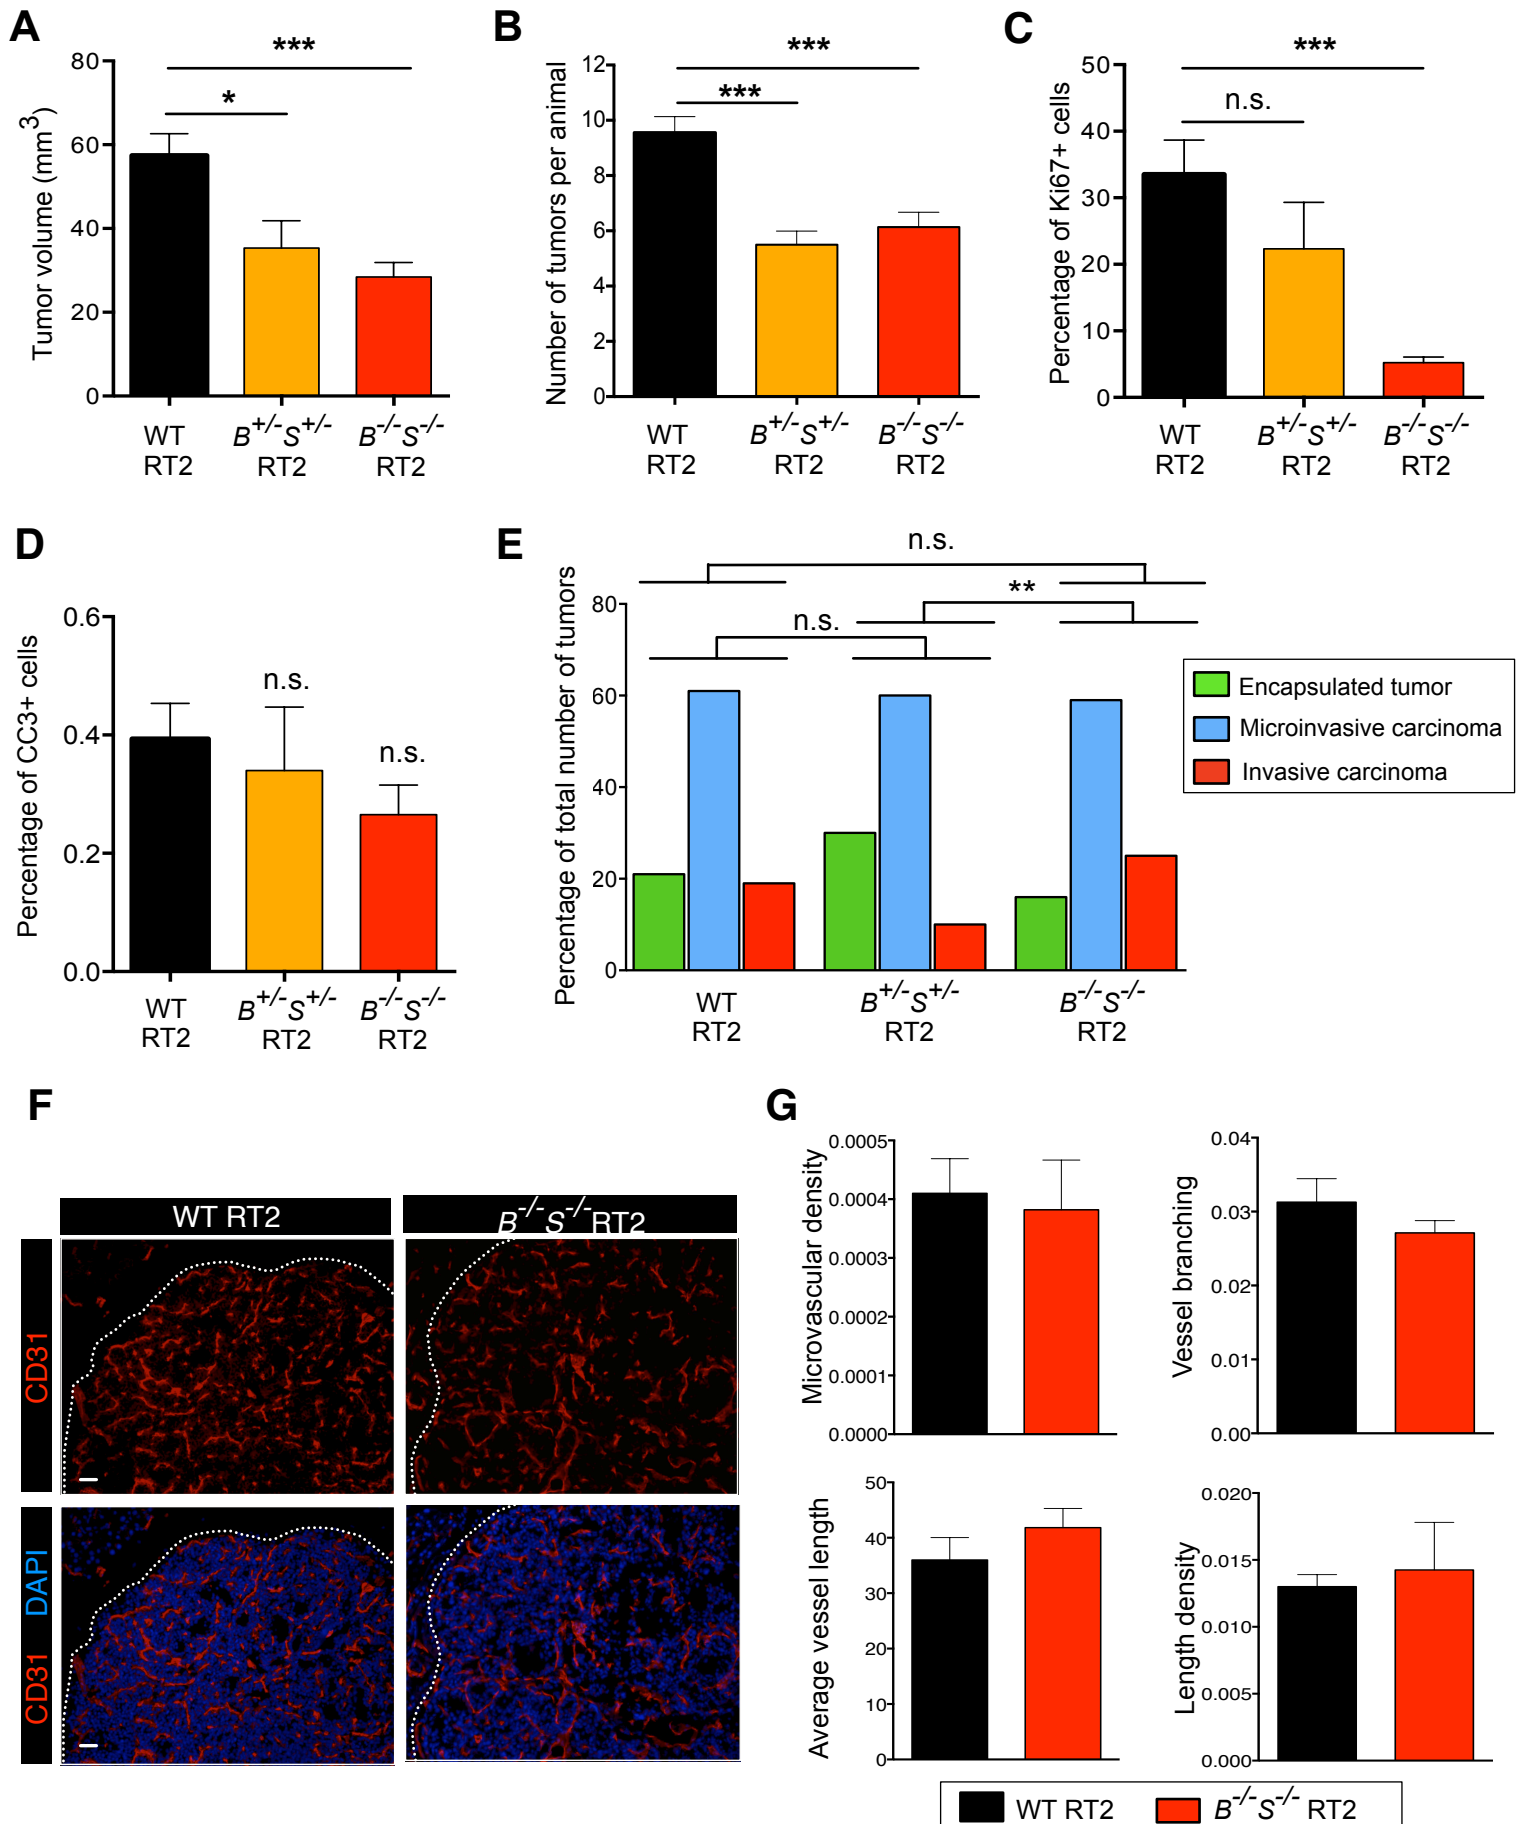 A
Tumor volume (mm3)
80
60
40
20
0
***
*
WT
RT2
B+/-S+/-
RT2
B-/-S-/-
RT2
B
Number of tumors per animal
12
10
8
6
4
2
0
***
***
WT
RT2
B+/-S+/-
RT2
B-/-S-/-
RT2
C
Percentage of Ki67+ cells
50
40
30
20
10
0
***
n.s.
WT
RT2
B+/-S+/-
RT2
B-/-S-/-
RT2
D
Percentage of CC3+ cells
0.6
0.4
0.2
0.0
n.s.
n.s.
WT
RT2
B+/-S+/-
RT2
B-/-S-/-
RT2
E
Percentage of total number of tumors
80
60
40
20
0
n.s.
**
n.s.
WT
RT2
B+/-S+/-
RT2
B-/-S-/-
RT2
Encapsulated tumor
Microinvasive carcinoma
Invasive carcinoma
F
WT RT2
B-/-S-/-RT2
CD31
CD31 DAPI
G
Microvascular density
0.0005
0.0004
0.0003
0.0002
0.0001
0.0000
Vessel branching
0.04
0.03
0.02
0.01
0.00
Average vessel length
50
40
30
20
10
0
Length density
0.020
0.015
0.010
0.005
0.000
WT RT2
B-/-S-/- RT2